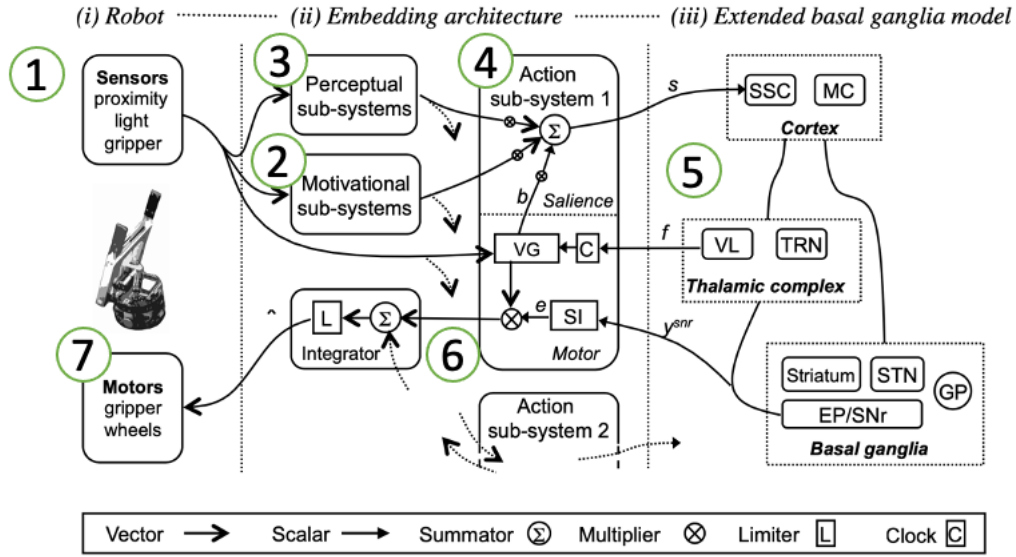 (i) Robot
(ii) Embedding architecture
(iii) Extended basal ganglia model
1
Sensors
proximity
light
gripper
3
Perceptual
sub-systems
2
Motivational
sub-systems
4
Action
sub-system 1
Σ
b
Salience
VG
C
e
SI
Motor
s
f
y^snr
5
SSC
MC
Cortex
VL
TRN
Thalamic complex
Striatum
STN
GP
EP/SNr
Basal ganglia
6
L
Σ
Integrator
^
7
Motors
gripper
wheels
Action
sub-system 2
Vector Scalar Summator Σ Multiplier ⊗ Limiter L Clock C